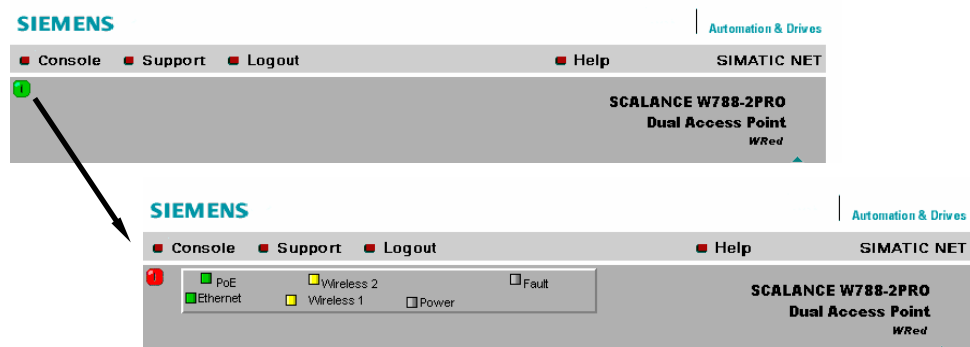 SIEMENS
Automation & Drives
Console Support Logout Help SIMATIC NET
SCALANCE W788-2PRO
Dual Access Point
WRed
SIEMENS
Automation & Drives
Console Support Logout Help SIMATIC NET
PoE Wireless 2 Fault
Ethernet Wireless 1 Power
SCALANCE W788-2PRO
Dual Access Point
WRed